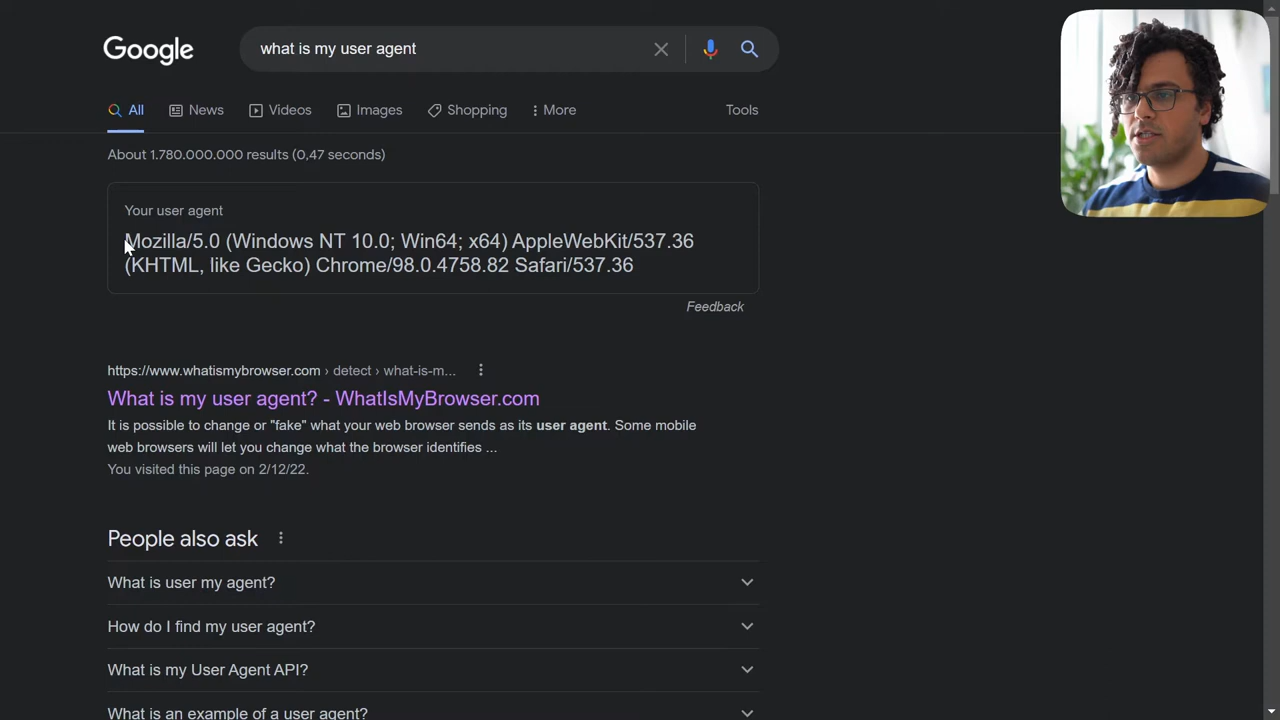 Google
what is my user agent
All
News
Videos
Images
Shopping
More
Tools
About 1.780.000.000 results (0,47 seconds)
Your user agent
Mozilla/5.0 (Windows NT 10.0; Win64; x64) AppleWebKit/537.36
(KHTML, like Gecko) Chrome/98.0.4758.82 Safari/537.36
Feedback
https://www.whatismybrowser.com › detect › what-is-m...
What is my user agent? - WhatIsMyBrowser.com
It is possible to change or "fake" what your web browser sends as its user agent. Some mobile
web browsers will let you change what the browser identifies ...
You visited this page on 2/12/22.
People also ask
What is user my agent?
How do I find my user agent?
What is my User Agent API?
What is an example of a user agent?